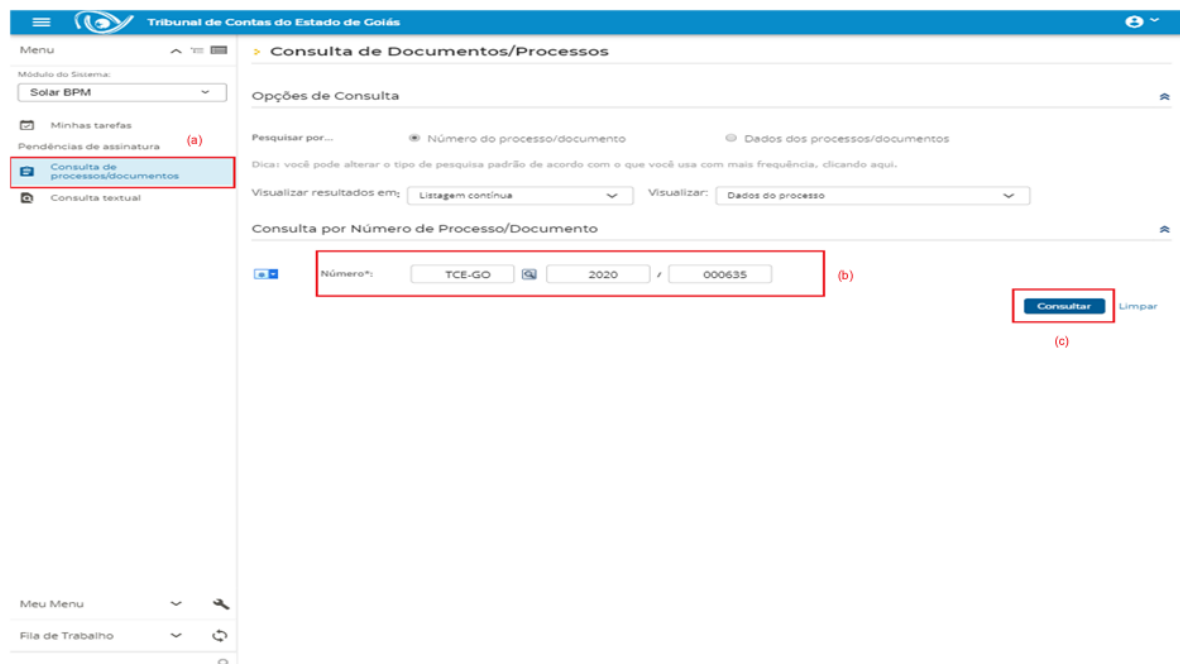 Tribunal de Contas do Estado de Goiás
Menu
Módulo do Sistema:
Solar BPM
Minhas tarefas
Pendências de assinatura
(a)
Consulta de
processos/documentos
Consulta textual
Meu Menu
Fila de Trabalho
Consulta de Documentos/Processos
Opções de Consulta
Pesquisar por... Número do processo/documento Dados dos processos/documentos
Dica: você pode alterar o tipo de pesquisa padrão de acordo com o que você usa com mais frequência, clicando aqui.
Visualizar resultados em: Listagem contínua Visualizar: Dados do processo
Consulta por Número de Processo/Documento
Número*: TCE-GO 2020 / 000635 (b)
Consultar Limpar
(c)